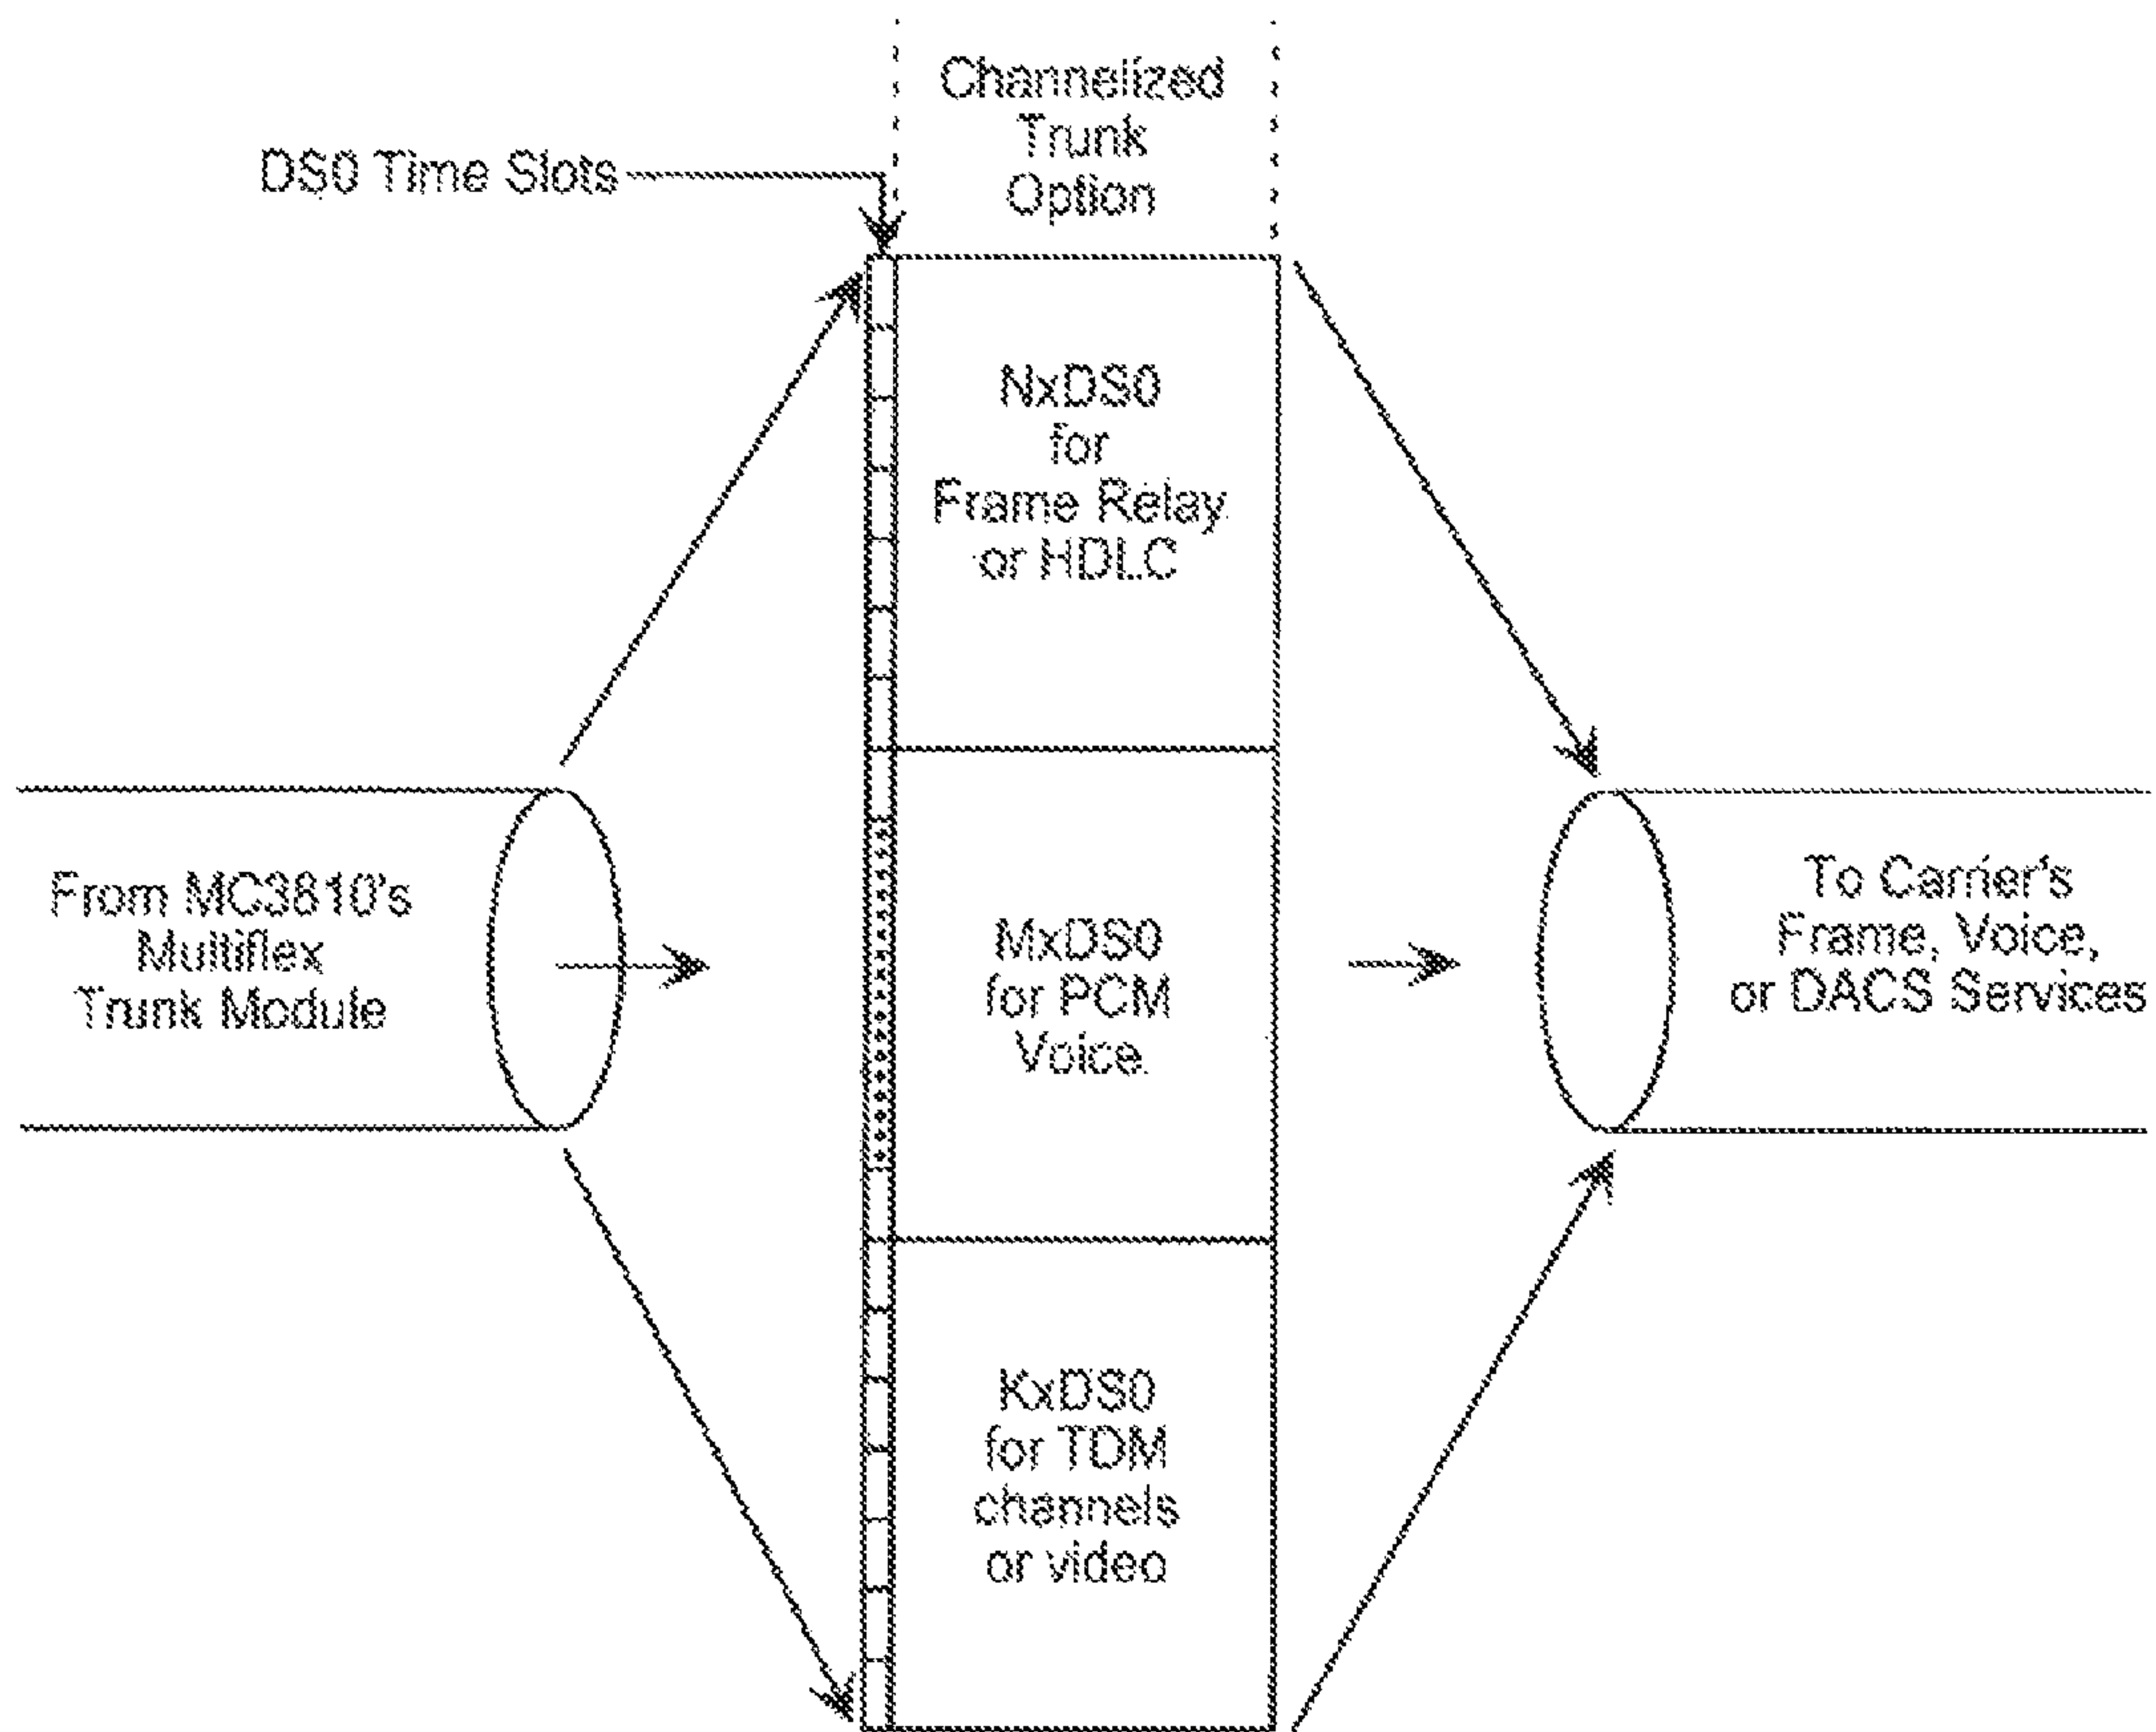 Channelized
Trunk
Option
DS0 Time Slots
NxDS0
for
Frame Relay
or HDLC
From MC3810's
Multiflex
Trunk Module
MxDS0
for PCM
Voice
To Carrier's
Frame, Voice,
or DACS Services
KxDS0
for TDM
channels
or video